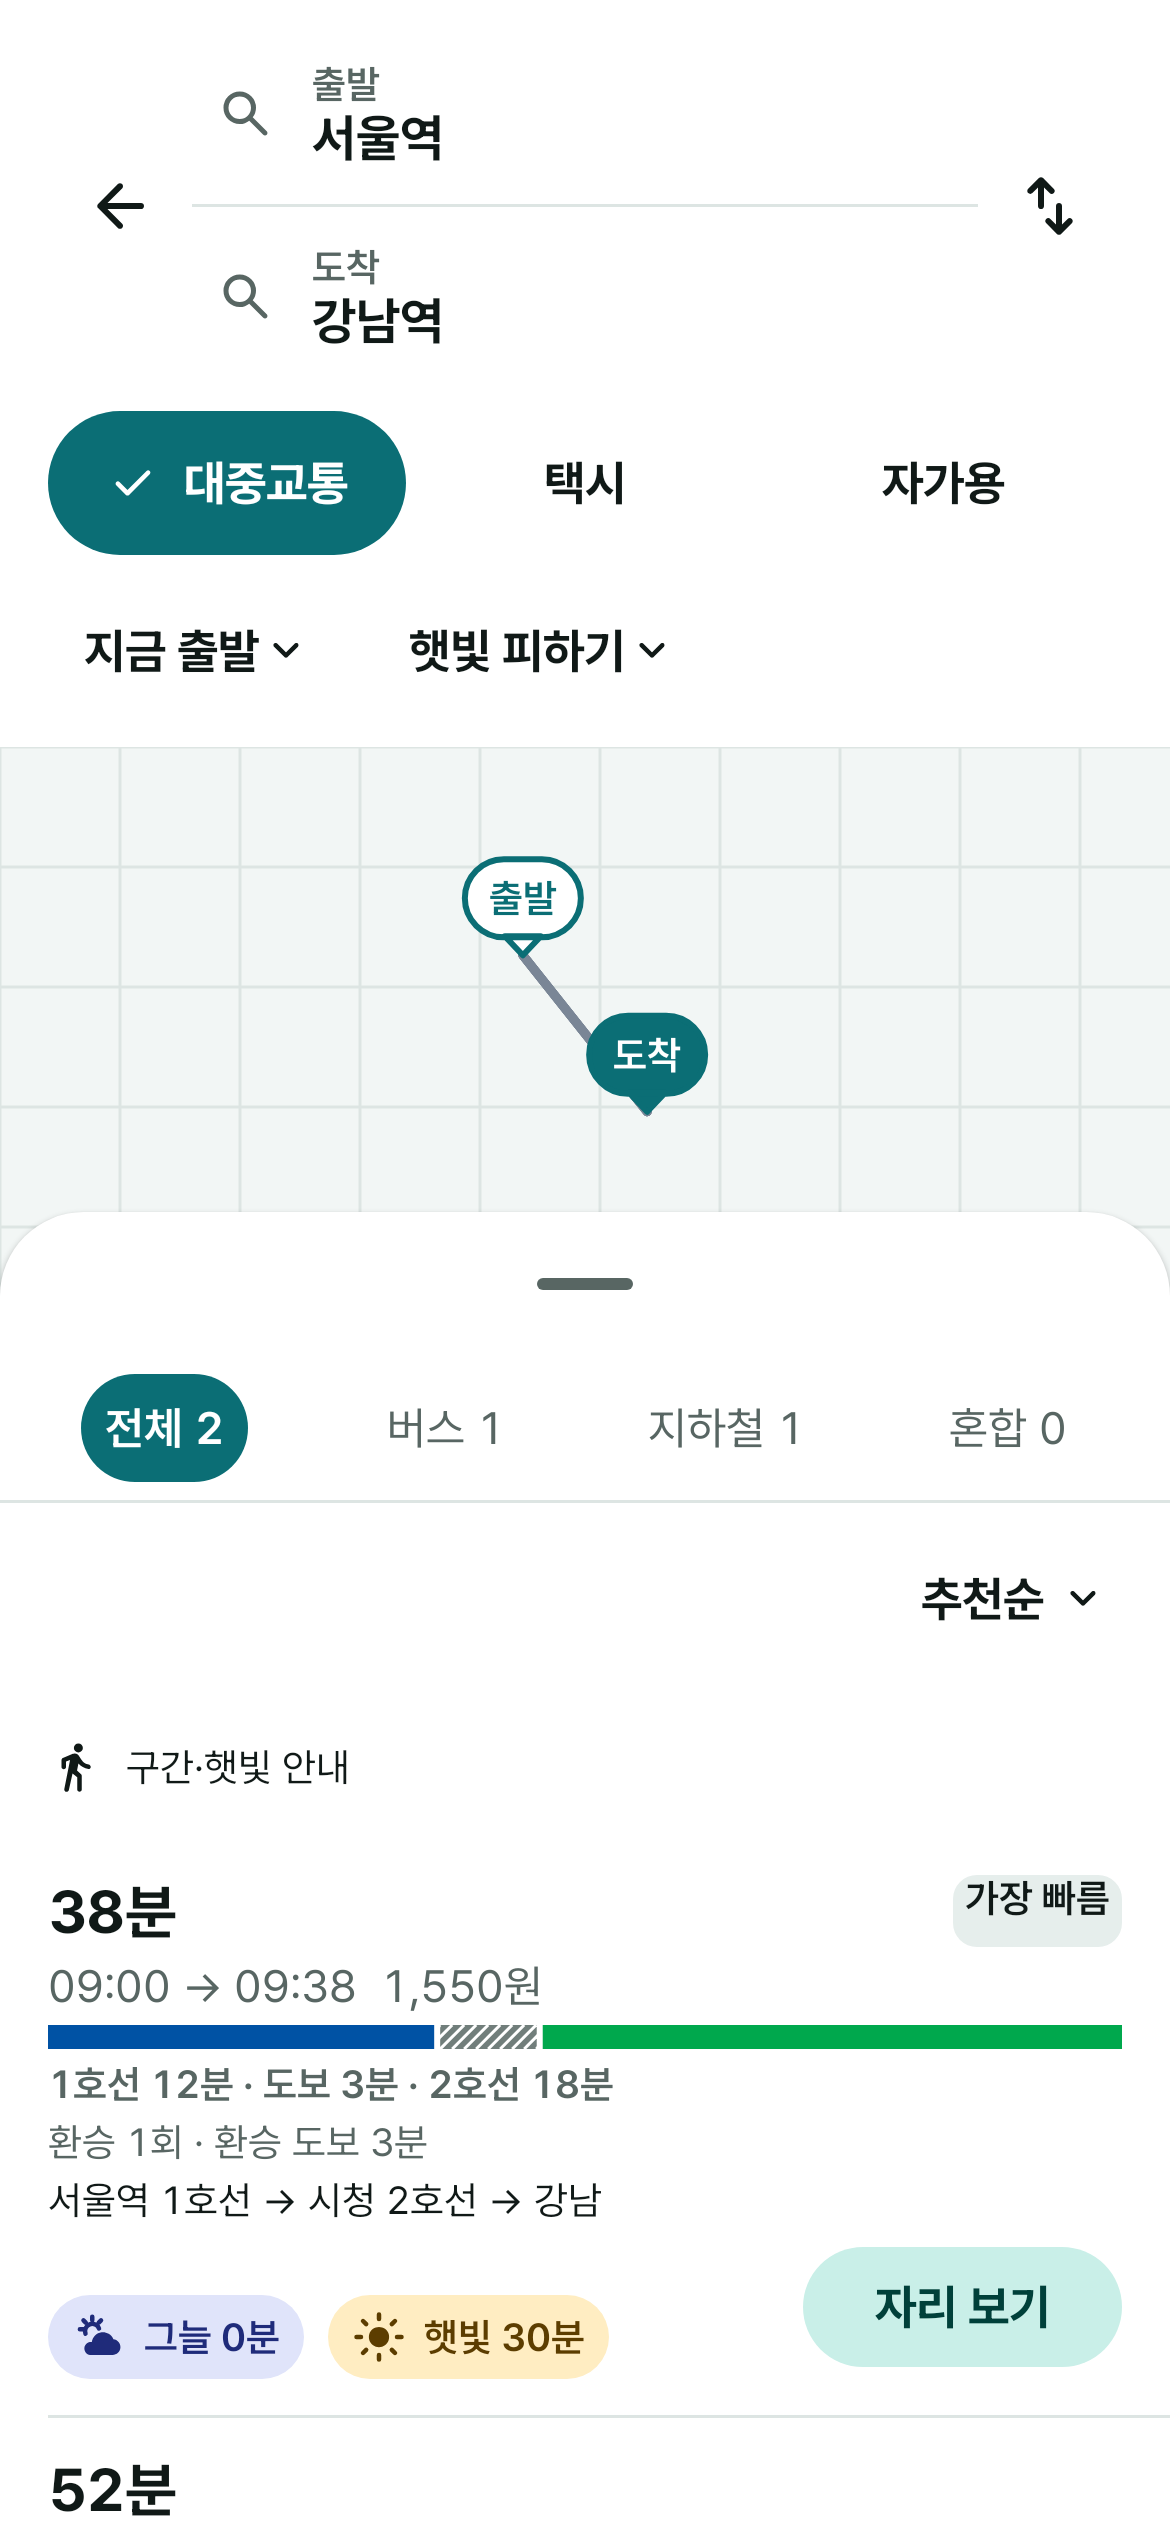 출발
서울역
도착
강남역
대중교통 택시 자가용
지금 출발 햇빛 피하기
출발
도착
전체 2 버스 1 지하철 1 혼합 0
추천순
구간·햇빛 안내
38분 가장 빠름
09:00 → 09:38 1,550원
1호선 12분 · 도보 3분 · 2호선 18분
환승 1회 · 환승 도보 3분
서울역 1호선 → 시청 2호선 → 강남
자리 보기
그늘 0분 햇빛 30분
52분